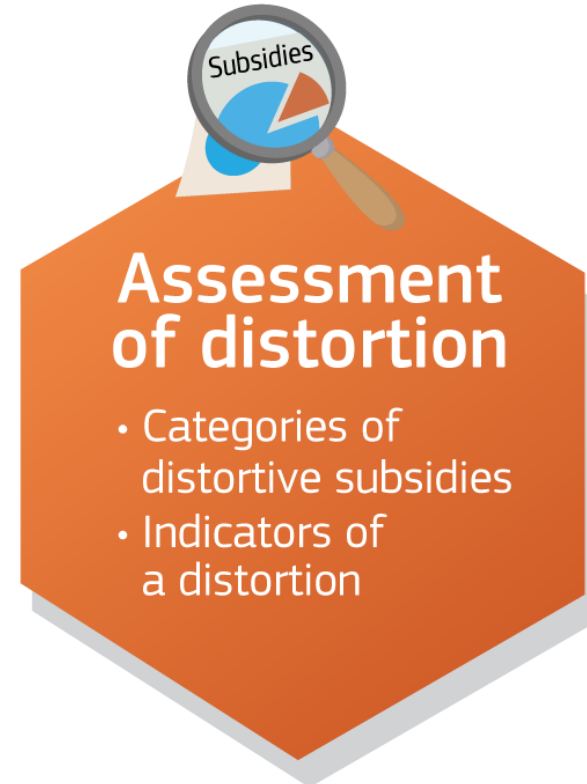 Subsidies
Assessment
of distortion
• Categories of
distortive subsidies
• Indicators of
a distortion